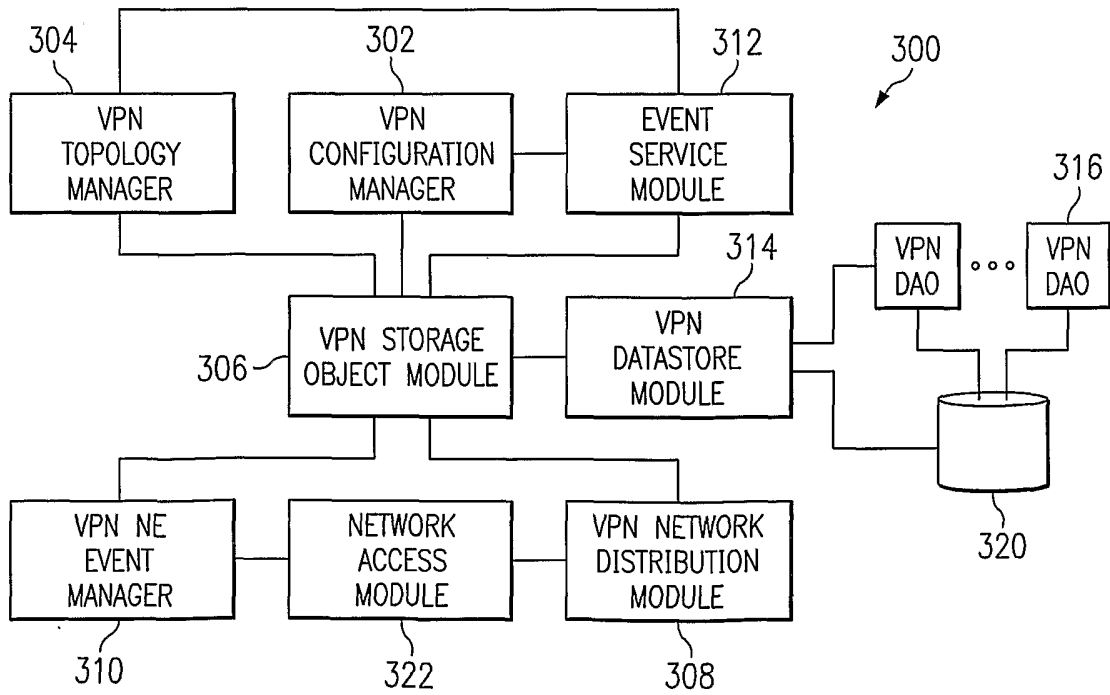 304
302
312
300
VPN
TOPOLOGY
MANAGER
VPN
CONFIGURATION
MANAGER
EVENT
SERVICE
MODULE
316
314
VPN
DAO
VPN
DAO
306
VPN STORAGE
OBJECT MODULE
VPN
DATASTORE
MODULE
320
VPN NE
EVENT
MANAGER
NETWORK
ACCESS
MODULE
VPN NETWORK
DISTRIBUTION
MODULE
310
322
308